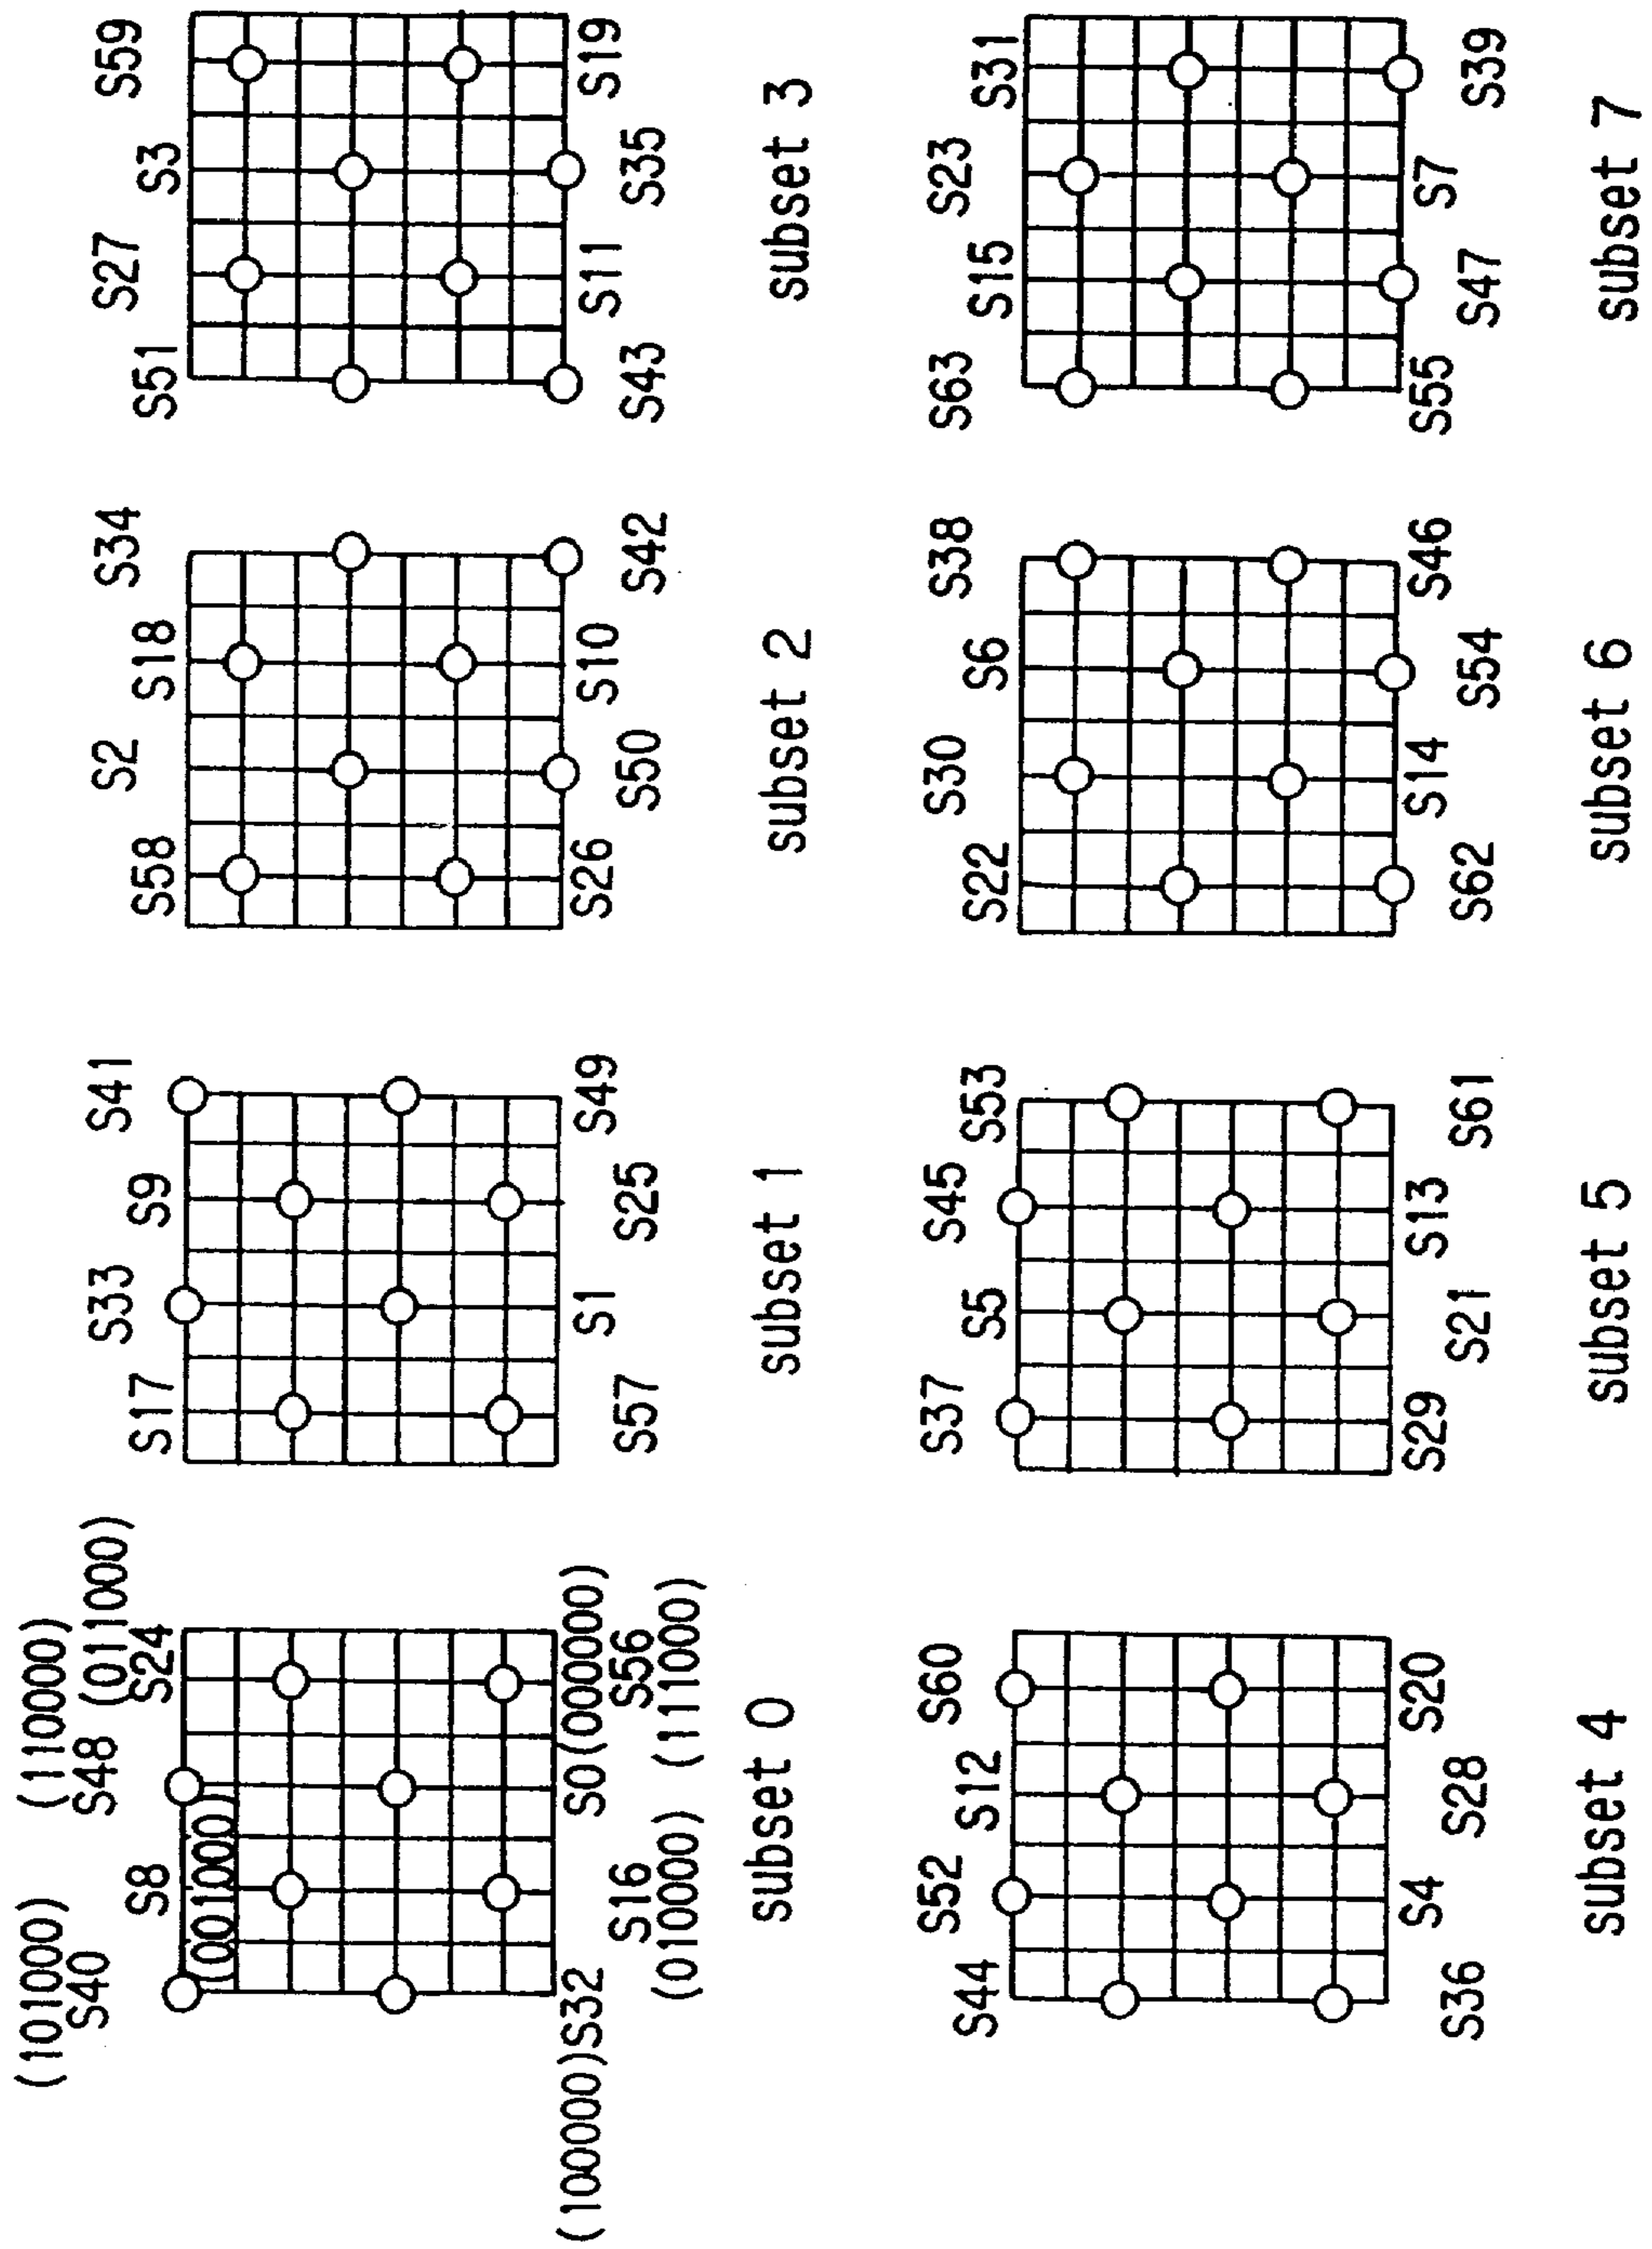 (101000) (110000)
S40 S48 (011000)
S8 S24
(001000)
(100000)S32 S0(000000)
S16 S56
(010000) (111000)
subset 0
S33 S41
S17 S9
S1 S49
S57 S25
subset 1
S2 S34
S58 S18
S26 S10
S50 S42
subset 2
S27 S59
S51 S3
S11 S19
S43 S35
subset 3
S52 S60
S44 S12
S4 S20
S36 S28
subset 4
S37 S45
S5 S53
S29 S13
S21 S61
subset 5
S30 S38
S22 S6
S14 S46
S62 S54
subset 6
S63 S23
S15 S31
S55 S7
S47 S39
subset 7